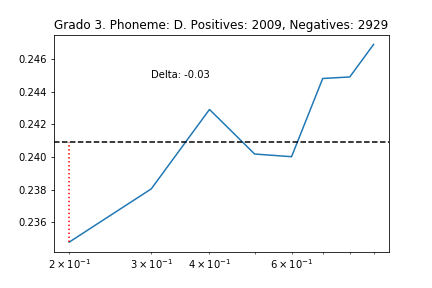 Grado 3. Phoneme: D. Positives: 2009, Negatives: 2929
0.246
Delta: -0.03
0.244
0.242
0.240
0.238
0.236
2 × 10⁻¹ 3 × 10⁻¹ 4 × 10⁻¹ 6 × 10⁻¹